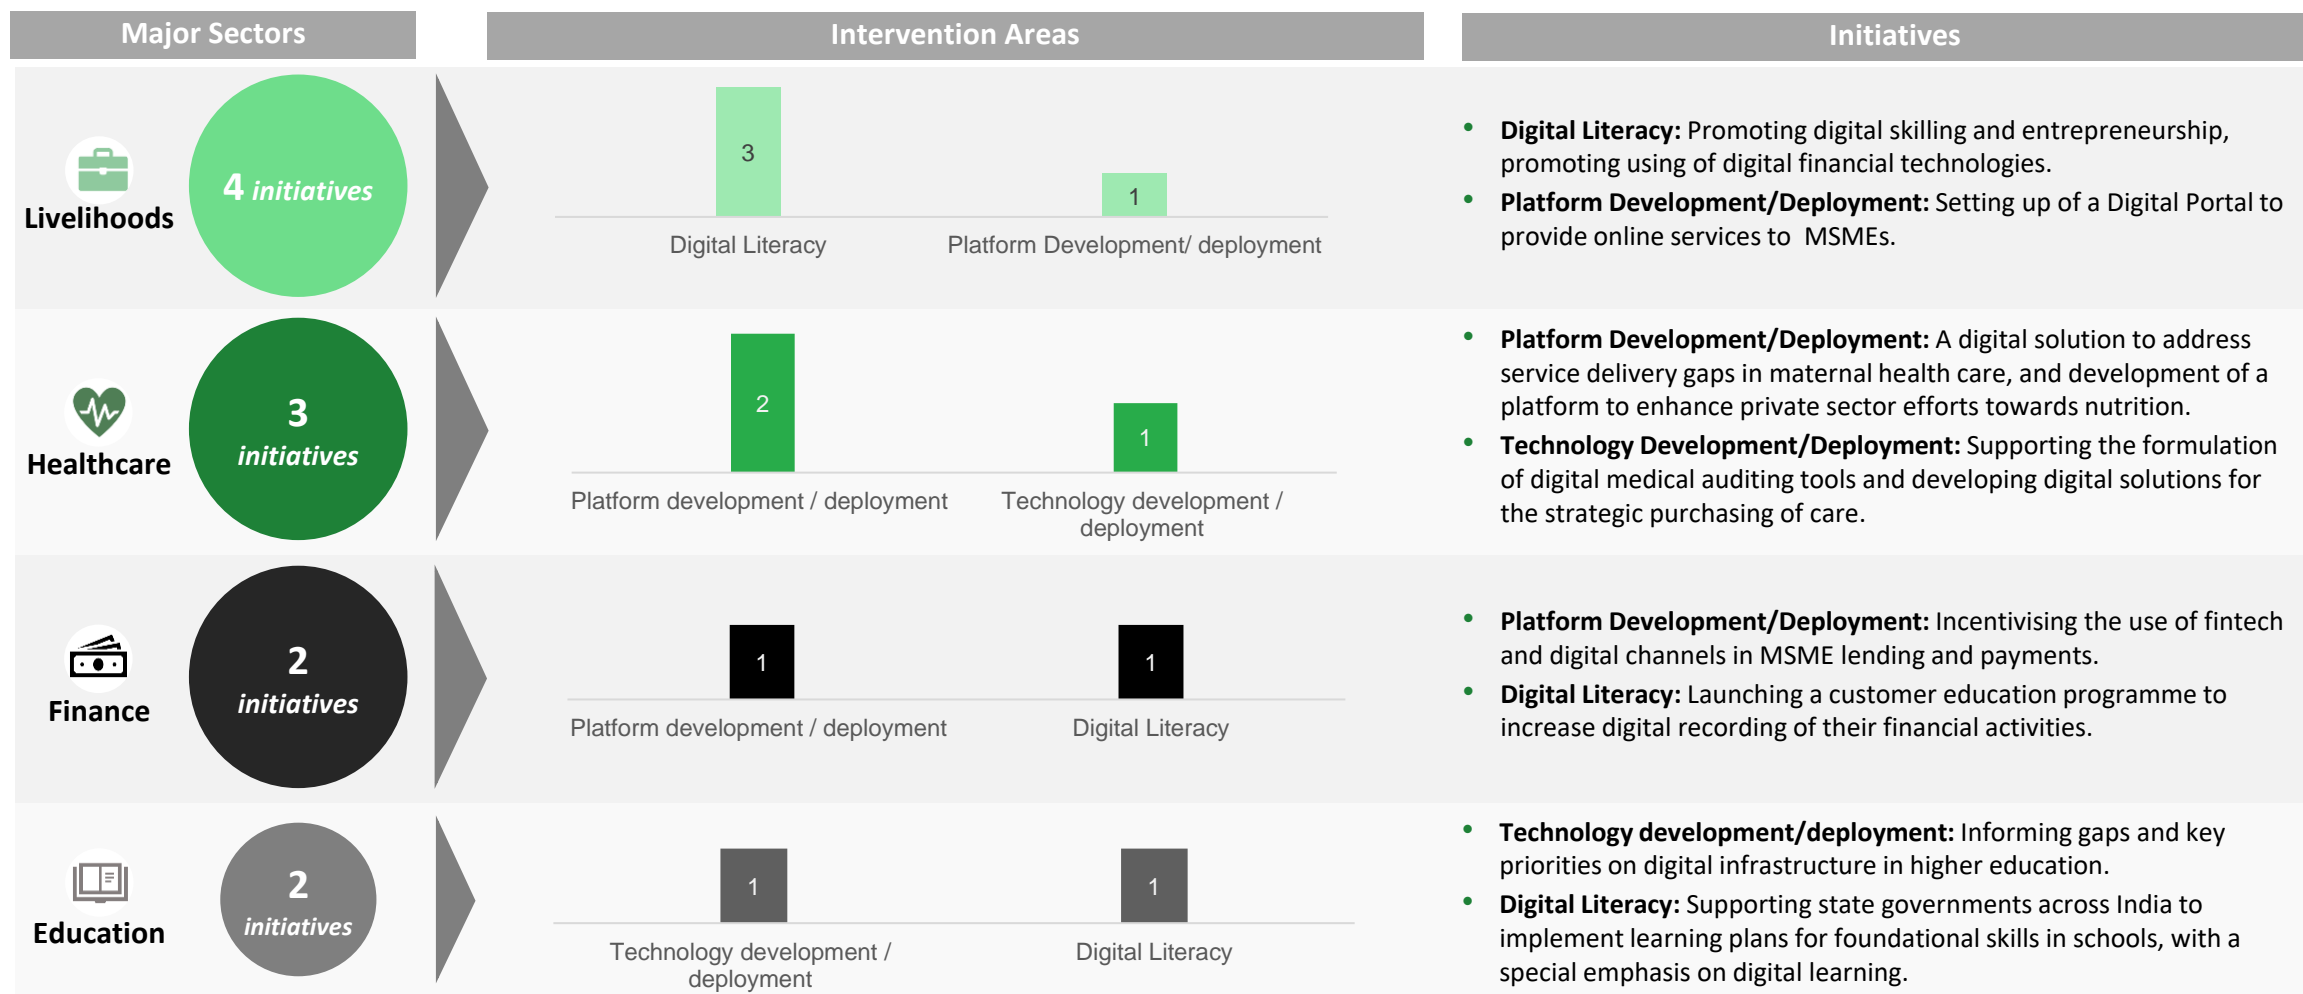 Major Sectors
Intervention Areas
Initiatives
Livelihoods
4 initiatives
3
1
Digital Literacy
Platform Development/ deployment
• Digital Literacy: Promoting digital skilling and entrepreneurship,
promoting using of digital financial technologies.
• Platform Development/Deployment: Setting up of a Digital Portal to
provide online services to  MSMEs.
Healthcare
3
initiatives
2
1
Platform development / deployment
Technology development /
deployment
• Platform Development/Deployment: A digital solution to address
service delivery gaps in maternal health care, and development of a
platform to enhance private sector efforts towards nutrition.
• Technology Development/Deployment: Supporting the formulation
of digital medical auditing tools and developing digital solutions for
the strategic purchasing of care.
Finance
2
initiatives
1
1
Platform development / deployment
Digital Literacy
• Platform Development/Deployment: Incentivising the use of fintech
and digital channels in MSME lending and payments.
• Digital Literacy: Launching a customer education programme to
increase digital recording of their financial activities.
Education
2
initiatives
1
1
Technology development /
deployment
Digital Literacy
• Technology development/deployment: Informing gaps and key
priorities on digital infrastructure in higher education.
• Digital Literacy: Supporting state governments across India to
implement learning plans for foundational skills in schools, with a
special emphasis on digital learning.